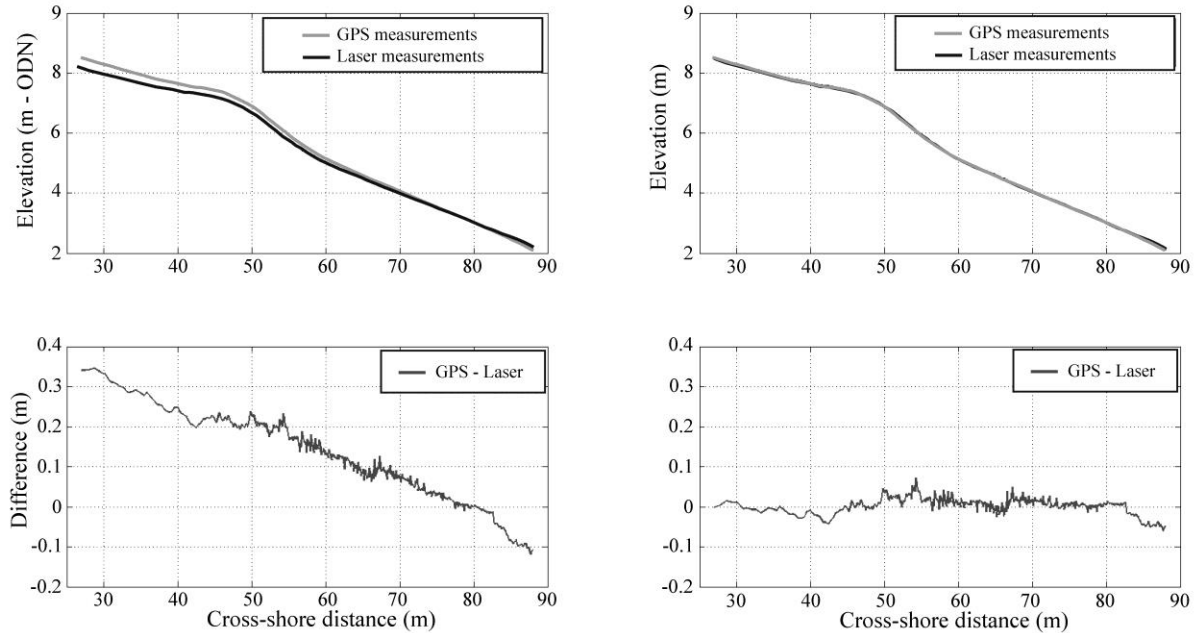 9
8
6
4
2
Elevation (m - ODN)
GPS measurements
Laser measurements
30 40 50 60 70 80 90
9
8
6
4
2
Elevation (m)
GPS measurements
Laser measurements
30 40 50 60 70 80 90
0.4
0.3
0.2
0.1
0
-0.1
-0.2
Difference (m)
GPS - Laser
30 40 50 60 70 80 90
Cross-shore distance (m)
0.4
0.3
0.2
0.1
0
-0.1
-0.2
GPS - Laser
30 40 50 60 70 80 90
Cross-shore distance (m)